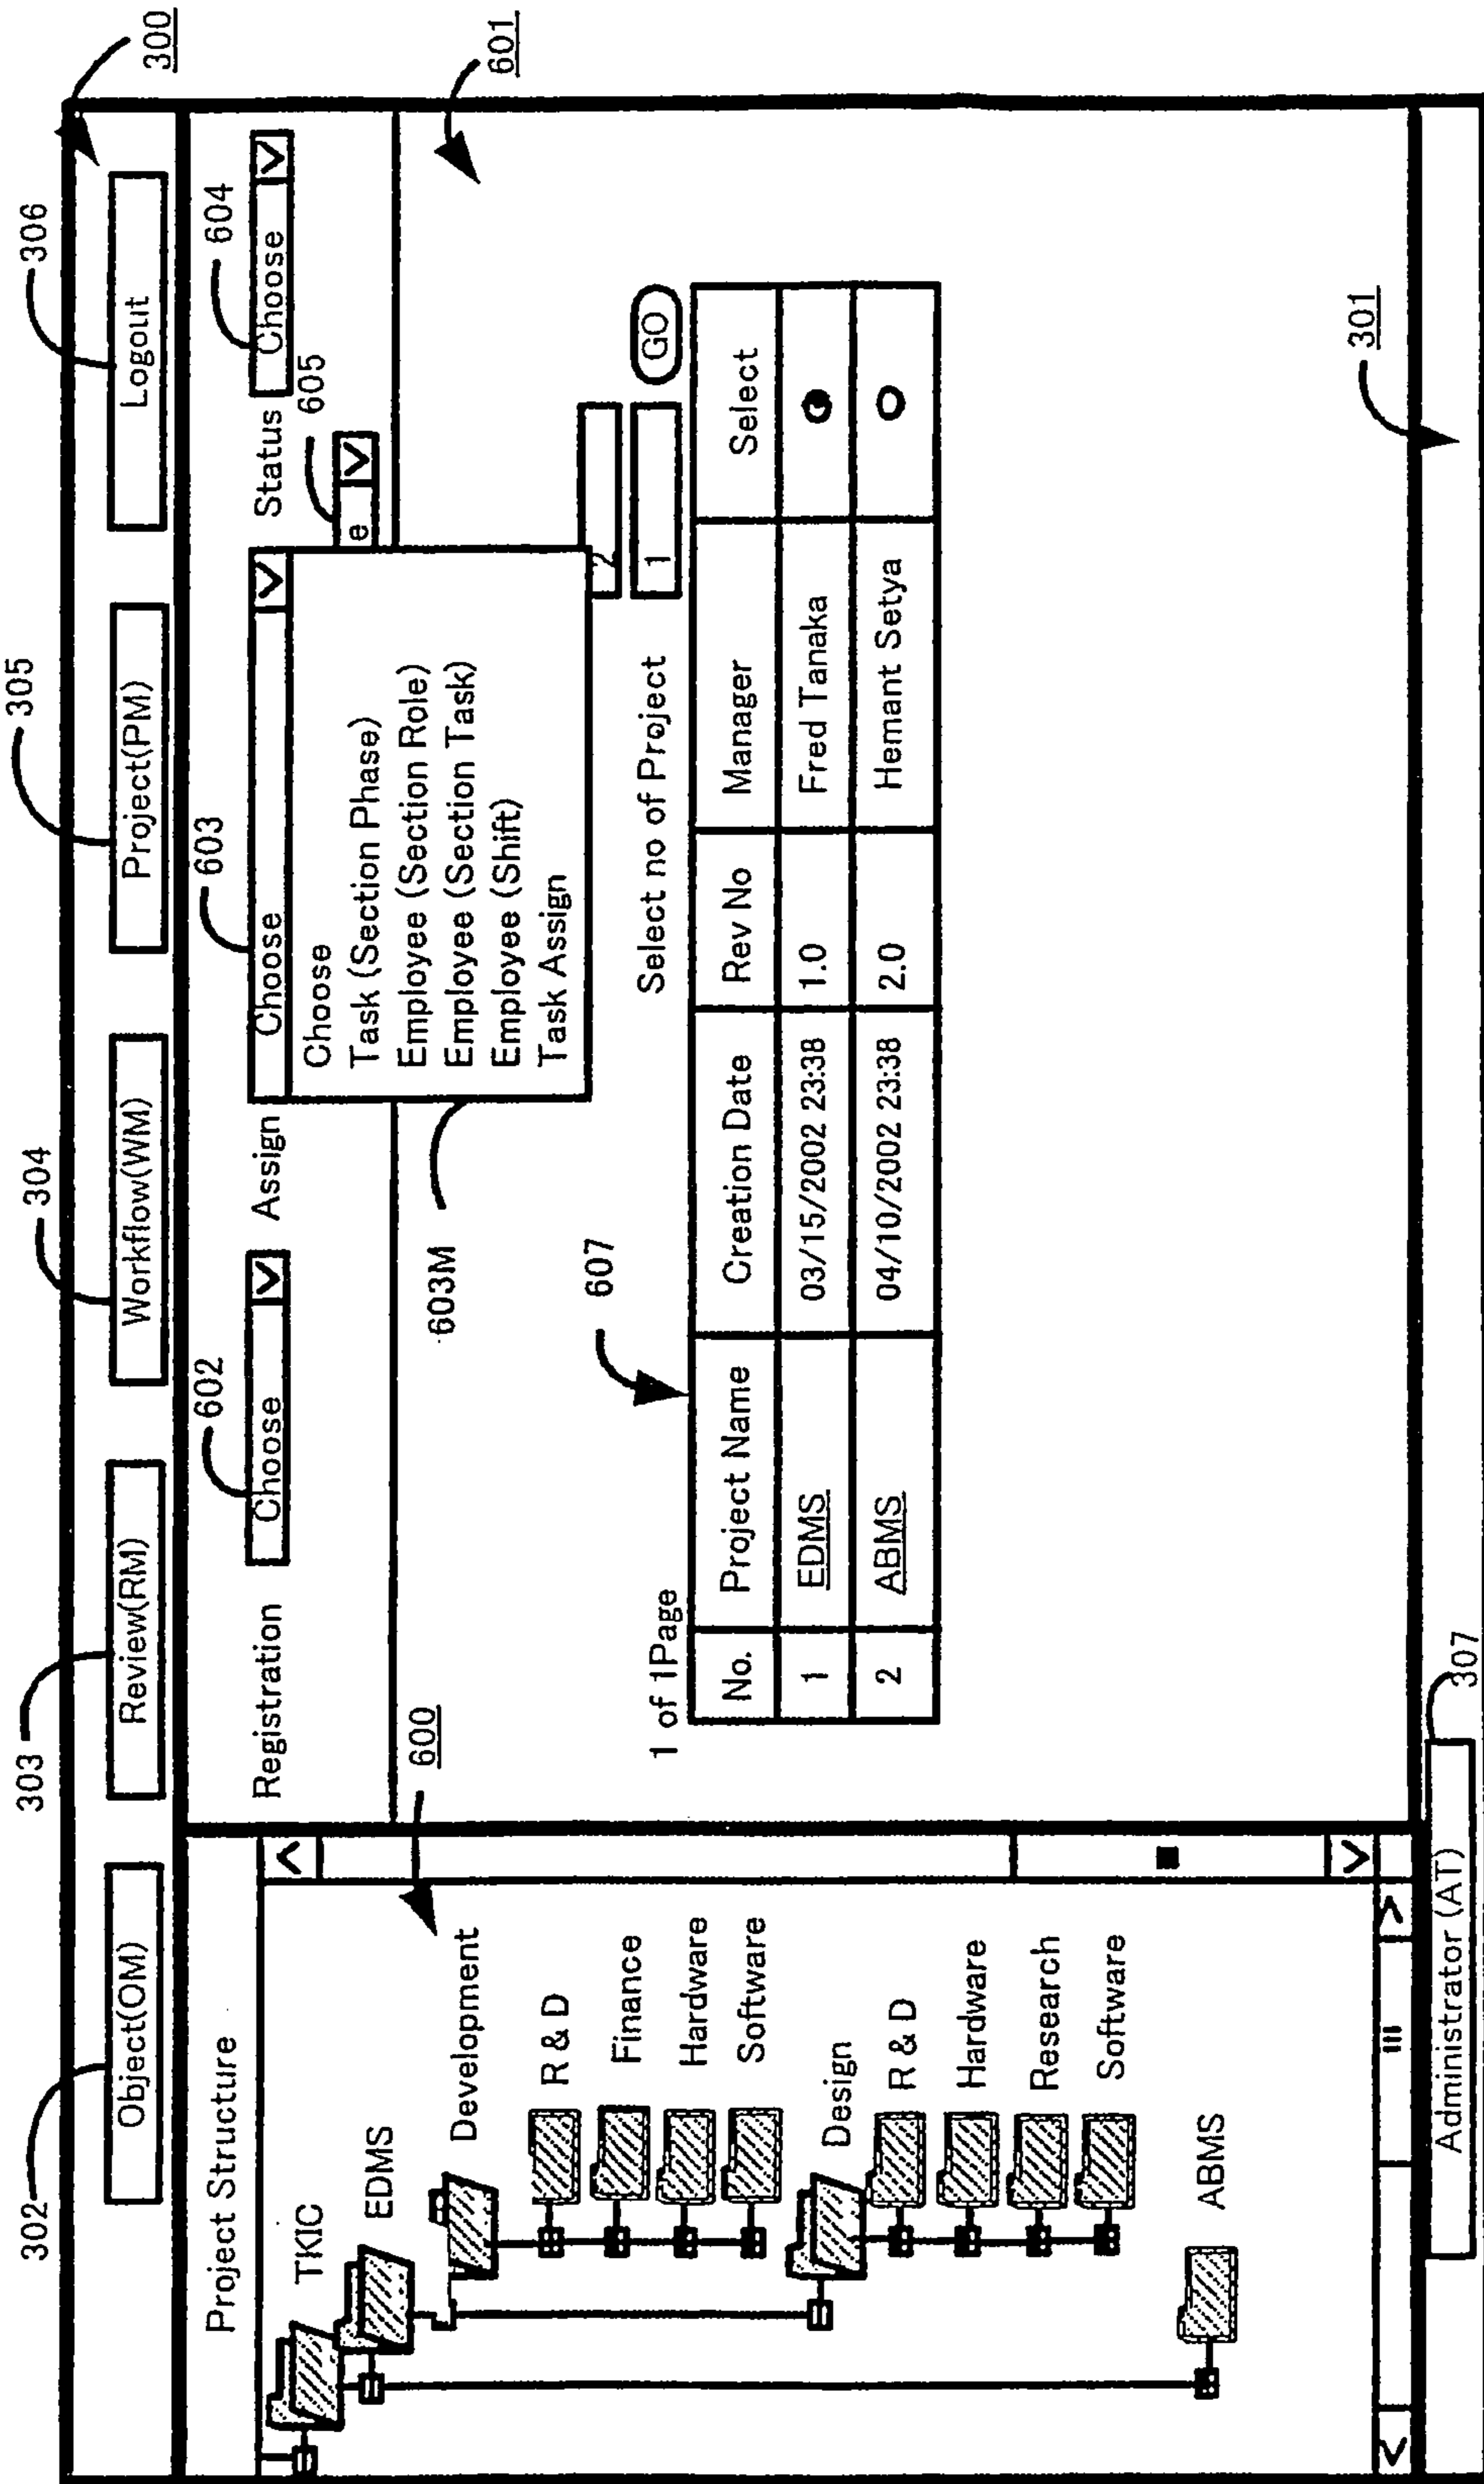 300
302 303 304 305 306
Object(OM) Review(RM) Workflow(WM) Project(PM) Logout
602 603 604
Project Structure
Registration Choose Assign Choose Status Choose
605
e
Choose
Task (Section Phase)
Employee (Section Role)
Employee (Section Task)
Employee (Shift)
Task Assign
603M
600
601
TKIC
EDMS
Development
R & D
Finance
Hardware
Software
Design
R & D
Hardware
Research
Software
ABMS
607
2
1 of 1Page Select no of Project 1 GO
No. Project Name Creation Date Rev No Manager Select
1 EDMS 03/15/2002 23:38 1.0 Fred Tanaka
2 ABMS 04/10/2002 23:38 2.0 Hemant Setya
301
Administrator (AT)
307